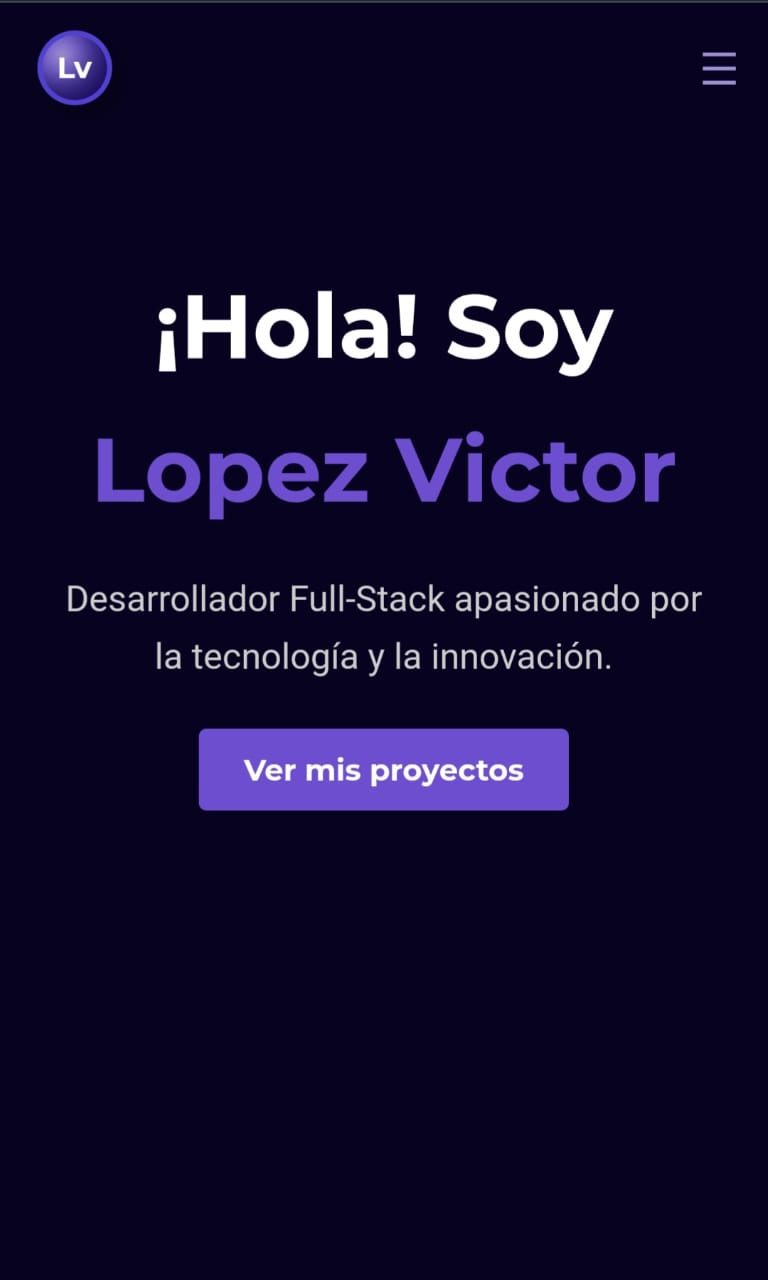 Lv
¡Hola! Soy
Lopez Victor
Desarrollador Full-Stack apasionado por
la tecnología y la innovación.
Ver mis proyectos